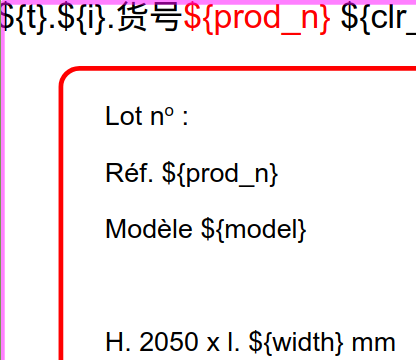 ${t}.${i}.货号${prod_n} ${clr_
Lot nº :
Réf. ${prod_n}
Modèle ${model}
H. 2050 x l. ${width} mm